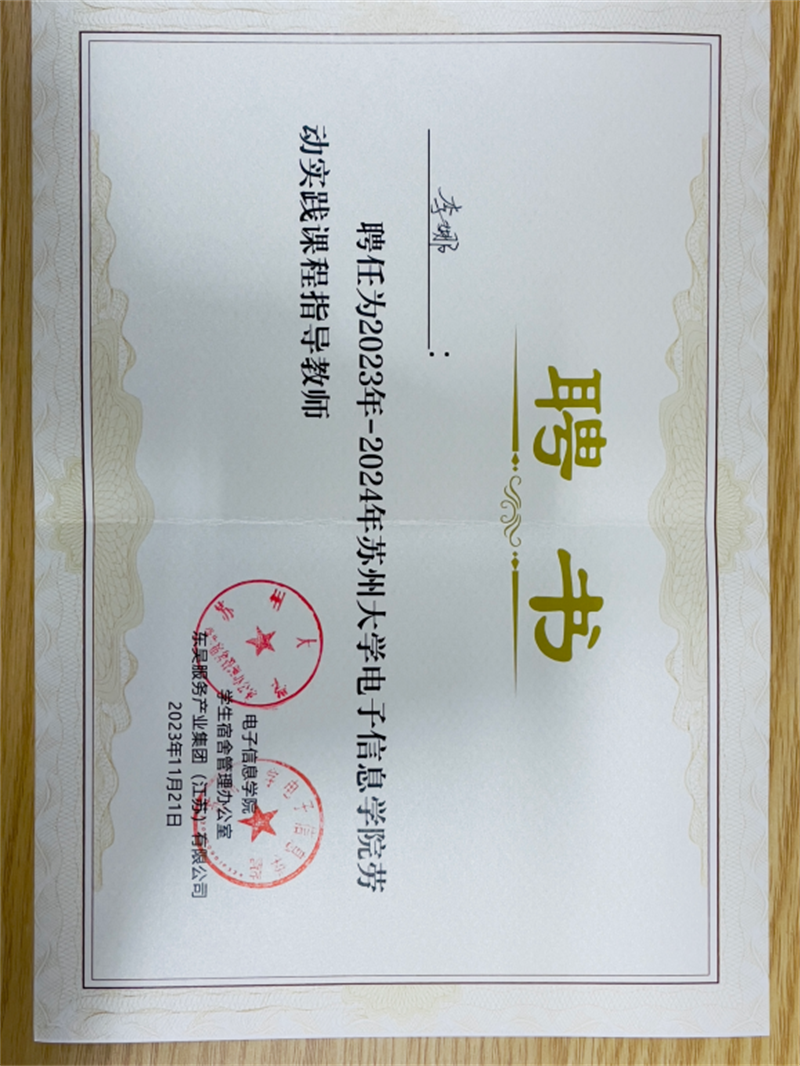 聘书
李娜：
聘任为2023年-2024年苏州大学电子信息学院劳
动实践课程指导教师
电子信息学院
学生宿舍管理办公室
东吴服务产业集团（江苏）有限公司
2023年11月21日